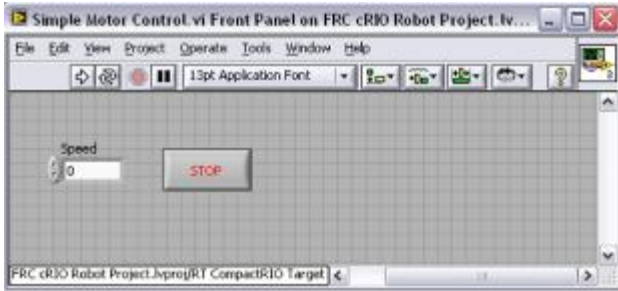 Simple Motor Control.vi Front Panel on FRC cRIO Robot Project.lv...
File Edit View Project Operate Tools Window Help
13pt Application Font
?
2
Speed
0
STOP
FRC cRIO Robot Project.lvproj/RT CompactRIO Target